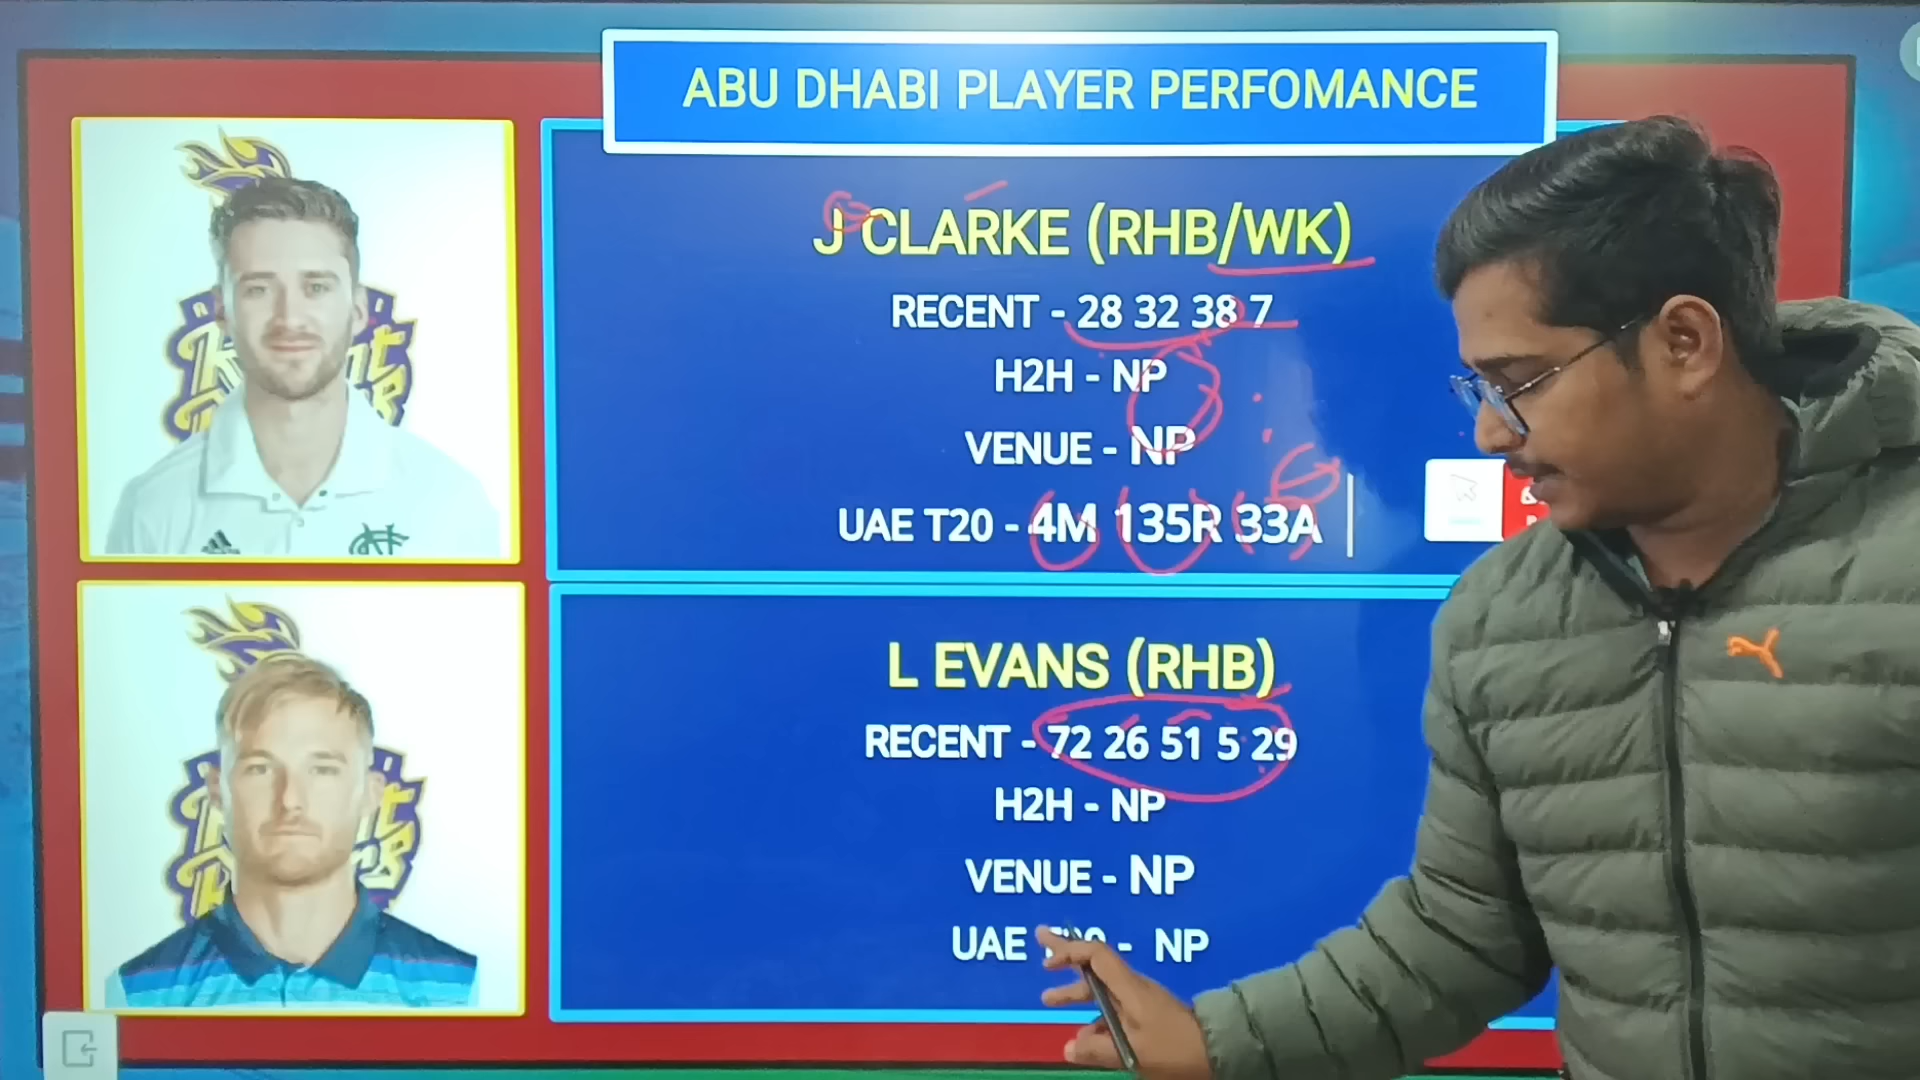 ABU DHABI PLAYER PERFOMANCE
J CLARKE (RHB/WK)
RECENT - 28 32 38 7
H2H - NP
VENUE - NP
UAE T20 - 4M 135R 33A
L EVANS (RHB)
RECENT - 72 26 51 5 29
H2H - NP
VENUE - NP
UAE - NP